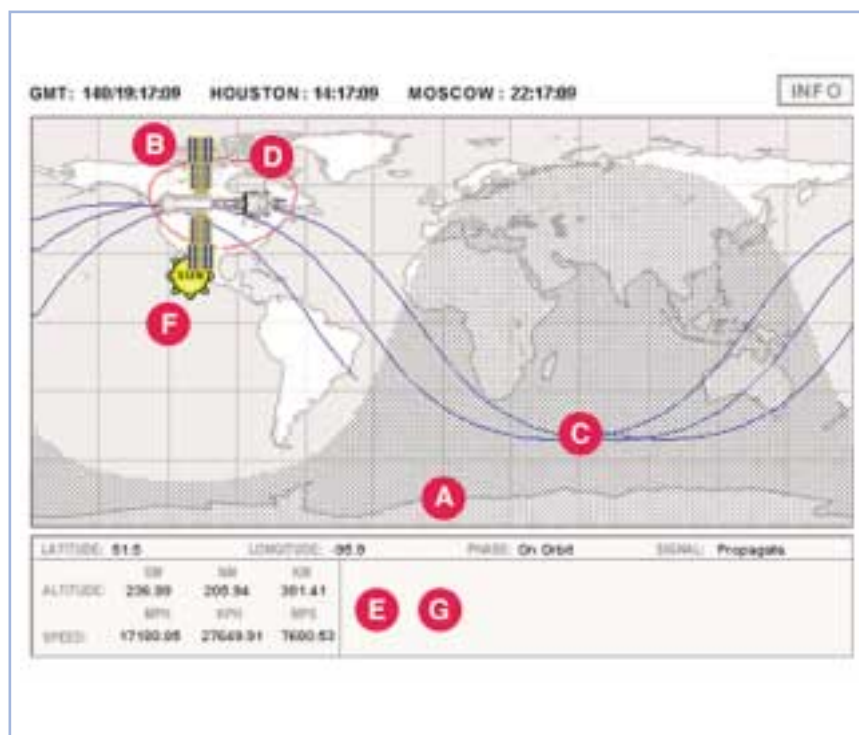 GMT: 140/19:17:09 HOUSTON: 14:17:09 MOSCOW: 22:17:09 INFO
B D
SUN
F
C
A
LATITUDE: 51.5 LONGITUDE: -95.9 PHASE: On Orbit SIGNAL: Propagate
SM NM KM
ALTITUDE: 236.99 205.94 381.41
MPH KPH MPS
SPEED: 17180.95 27649.91 7680.53
E G